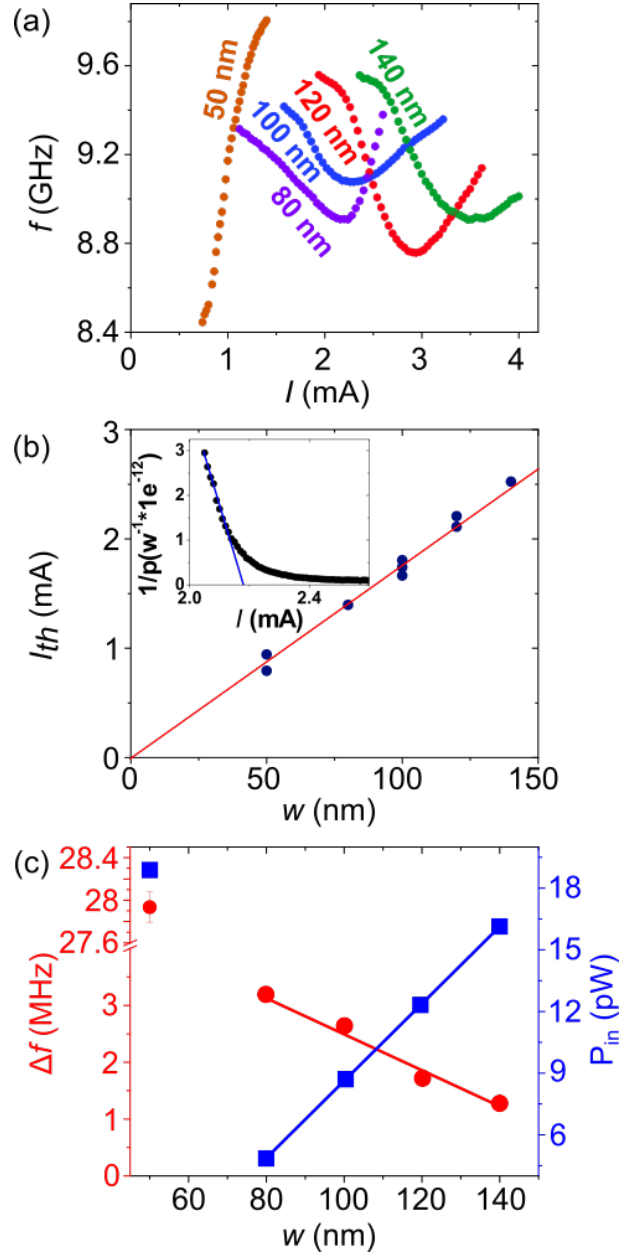 (a)
9.6
9.2
8.8
8.4
f (GHz)
50 nm
80 nm
100 nm
120 nm
140 nm
0 1 2 3 4
I (mA)
(b)
3
2
1
0
I_th (mA)
3
2
1
0
1/p(w⁻¹*1e⁻¹²)
2.0 2.4
I (mA)
0 50 100 150
w (nm)
(c)
28.4
28
27.6
3
2
1
0
Δf (MHz)
18
15
12
9
6
P_in (pW)
60 80 100 120 140
w (nm)